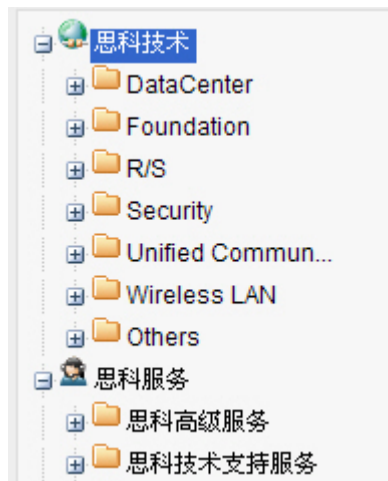 思科技术
DataCenter
Foundation
R/S
Security
Unified Commun...
Wireless LAN
Others
思科服务
思科高级服务
思科技术支持服务